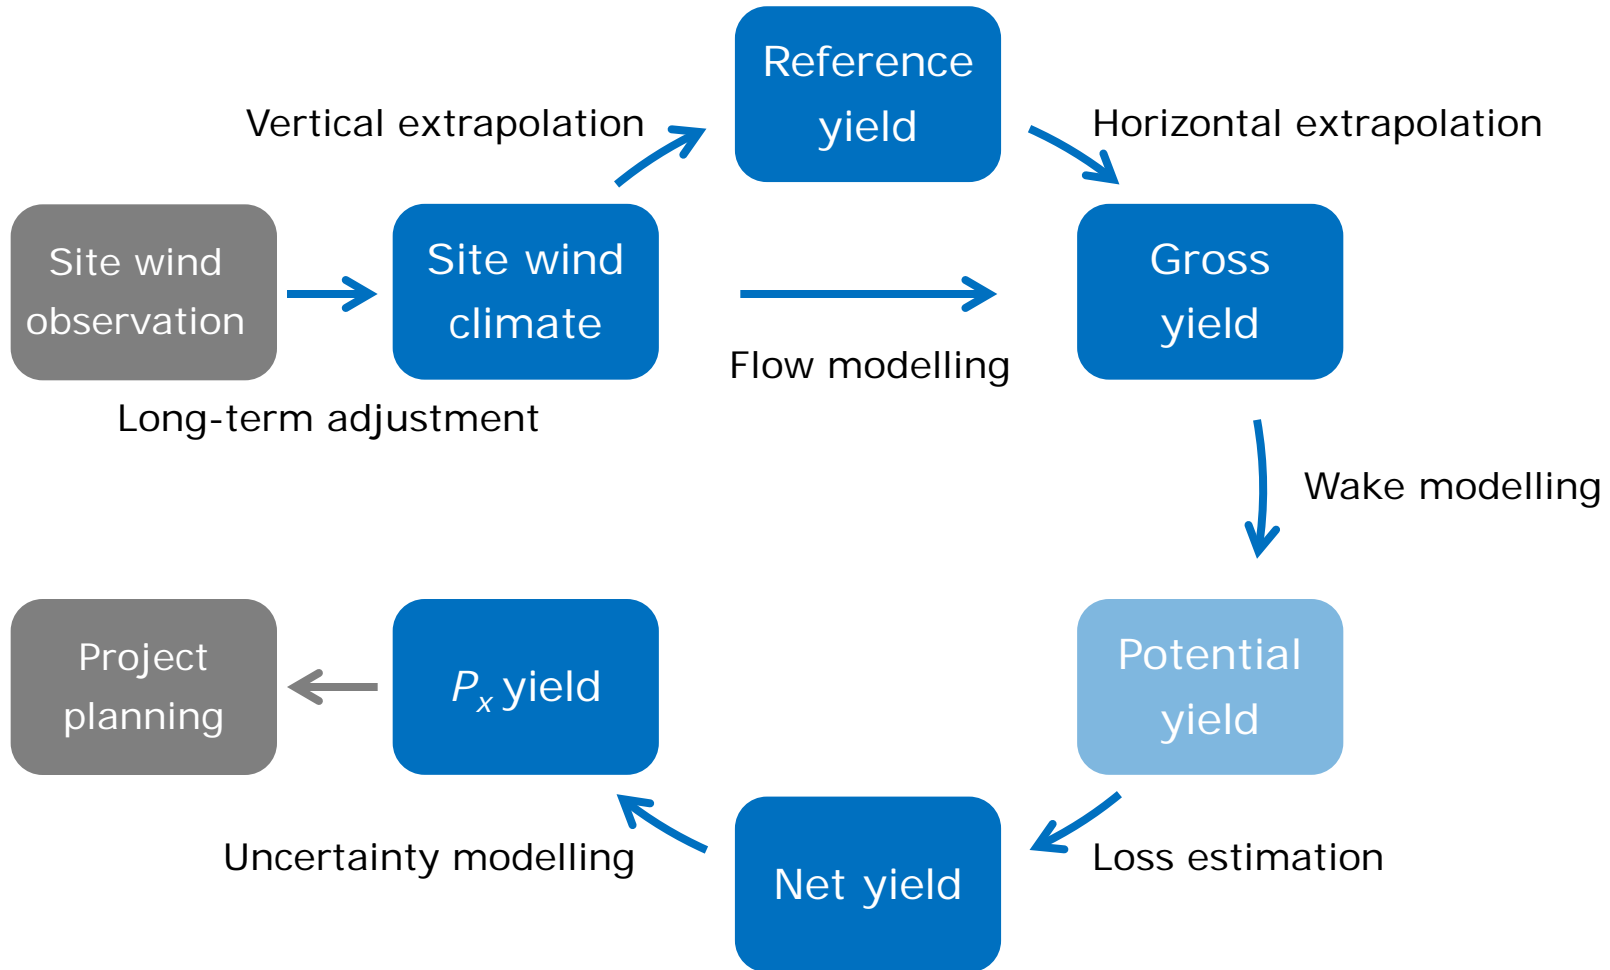 Reference
yield
Vertical extrapolation
Horizontal extrapolation
Site wind
observation
Site wind
climate
Gross
yield
Flow modelling
Long-term adjustment
Wake modelling
Project
planning
Pₓ yield
Potential
yield
Uncertainty modelling
Net yield
Loss estimation